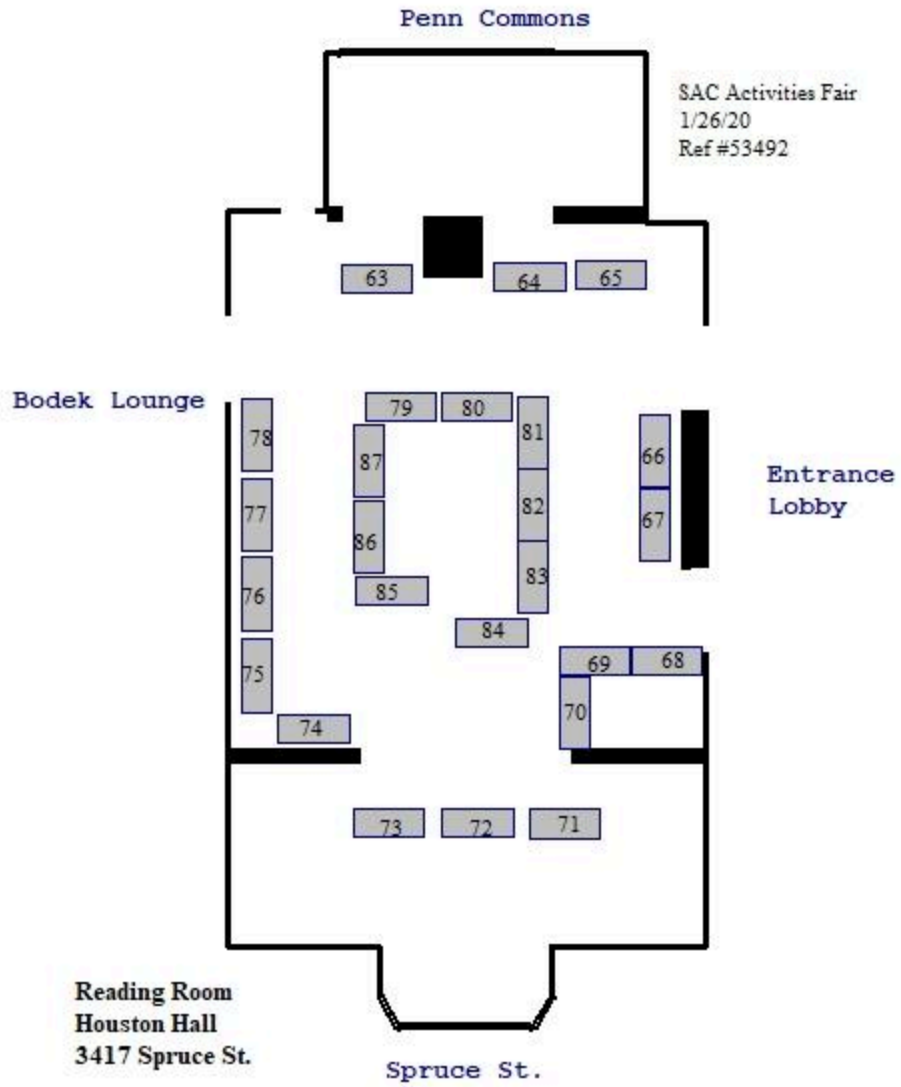 Penn Commons
SAC Activities Fair
1/26/20
Ref #53492
63
64
65
Bodek Lounge
78
79
80
81
66
87
77
82
67
Entrance
Lobby
86
76
85
83
84
75
69
68
70
74
73
72
71
Reading Room
Houston Hall
3417 Spruce St.
Spruce St.